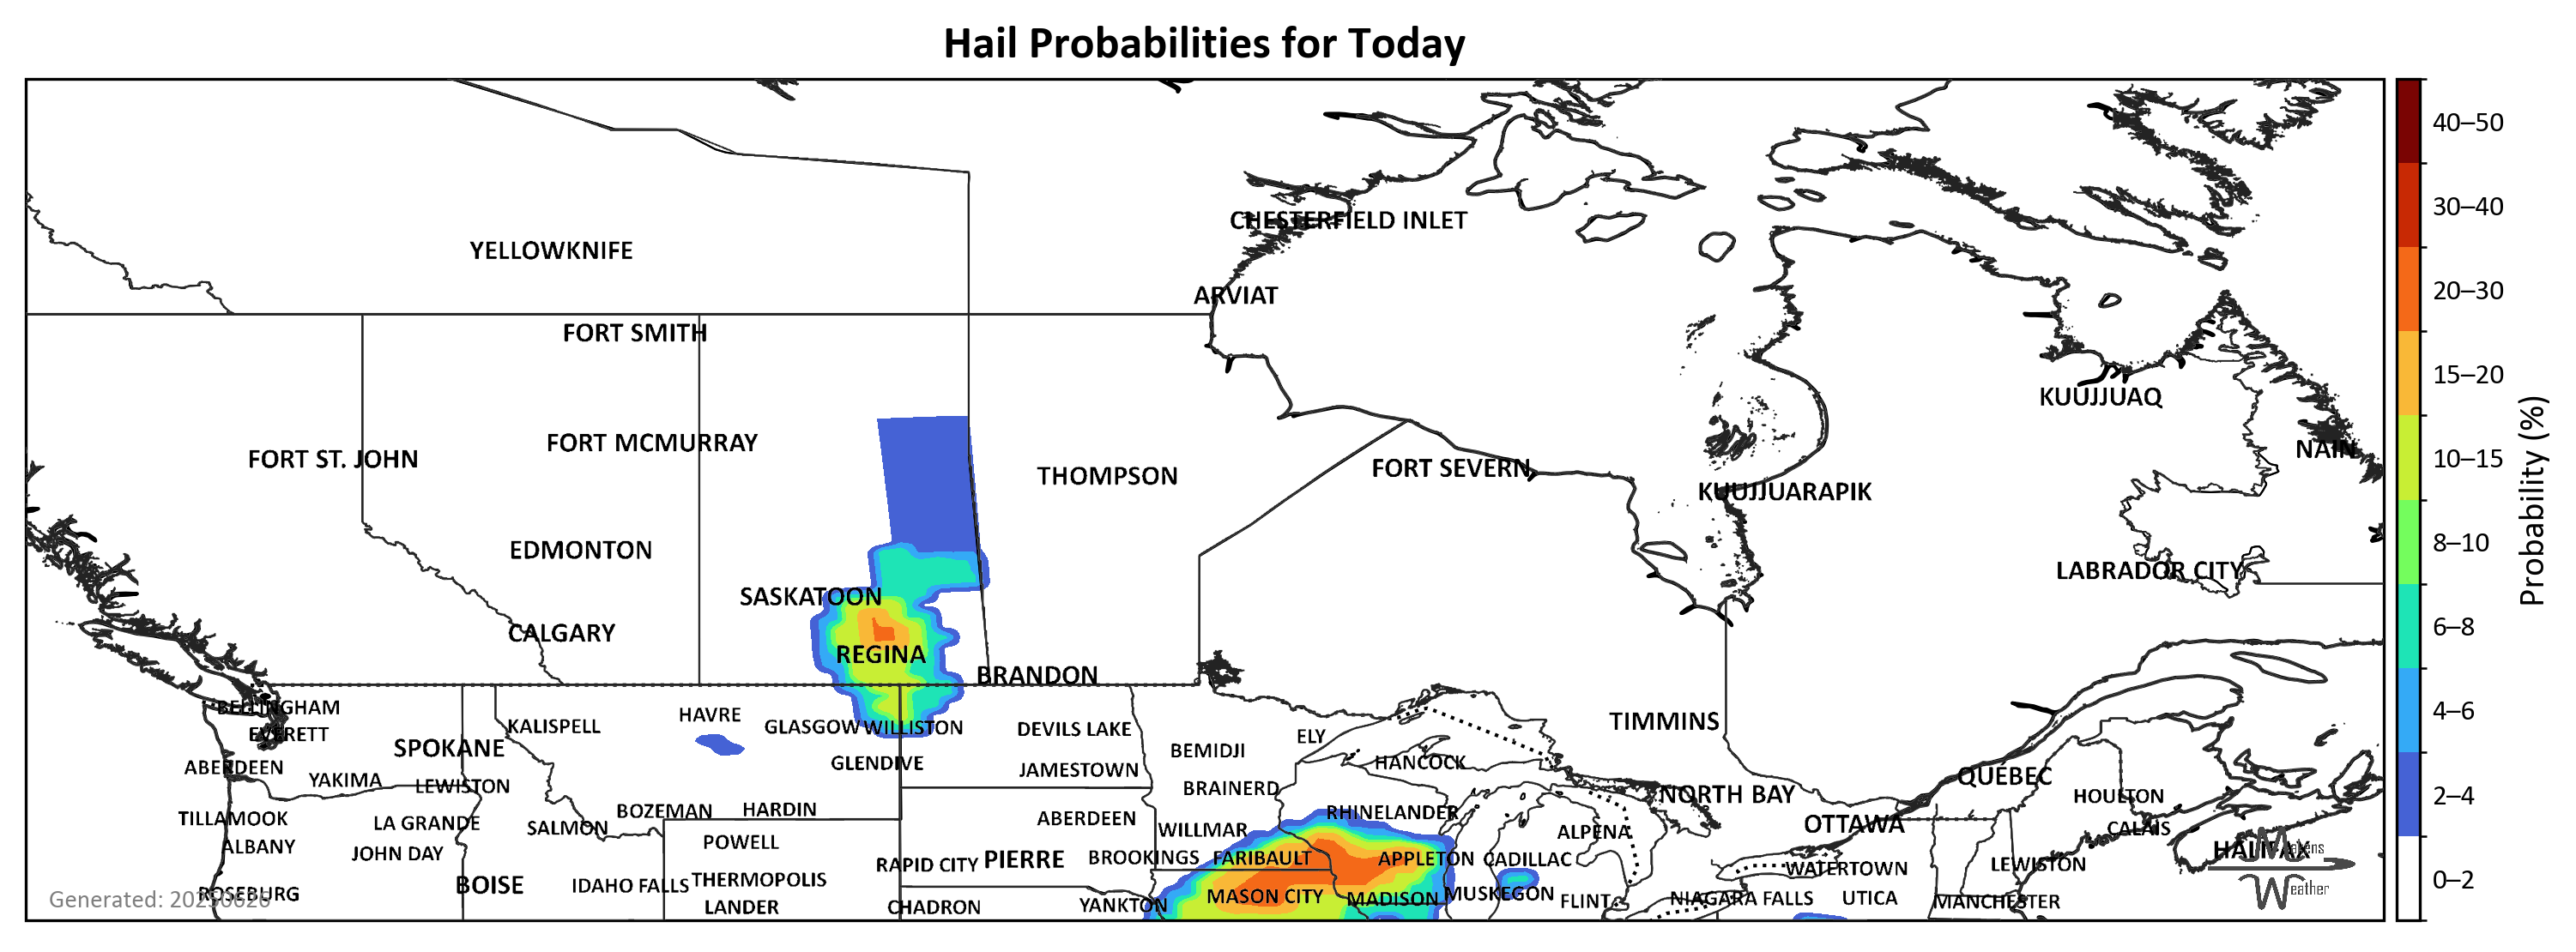 Hail Probabilities for Today
40–50
30–40
20–30
15–20
10–15
8–10
6–8
4–6
2–4
0–2
Probability (%)
CHESTERFIELD INLET
YELLOWKNIFE
ARVIAT
FORT SMITH
KUUJJUAQ
FORT MCMURRAY
NAIN
FORT ST. JOHN
FORT SEVERN
THOMPSON
KUUJJUARAPIK
EDMONTON
LABRADOR CITY
SASKATOON
CALGARY
REGINA
BRANDON
BELLINGHAM
HAVRE
TIMMINS
KALISPELL
GLASGOW
WILLISTON
DEVILS LAKE
EVERETT
ELY
SPOKANE
BEMIDJI
GLENDIVE
HANCOCK
ABERDEEN
JAMESTOWN
QUÉBEC
YAKIMA
LEWISTON
BRAINERD
NORTH BAY
HOULTON
BOZEMAN
HARDIN
RHINELANDER
TILLAMOOK
LA GRANDE
SALMON
ABERDEEN
WILLMAR
ALPENA
OTTAWA
CALAIS
POWELL
ALBANY
JOHN DAY
HALIFAX
RAPID CITY
PIERRE
BROOKINGS
FARIBAULT
APPLETON
CADILLAC
WATERTOWN
LEWISTON
BOISE
IDAHO FALLS
THERMOPOLIS
ROSEBURG
MASON CITY
MADISON
MUSKEGON
FLINT
NIAGARA FALLS
UTICA
MANCHESTER
LANDER
CHADRON
YANKTON
Generated: 20250626
eather